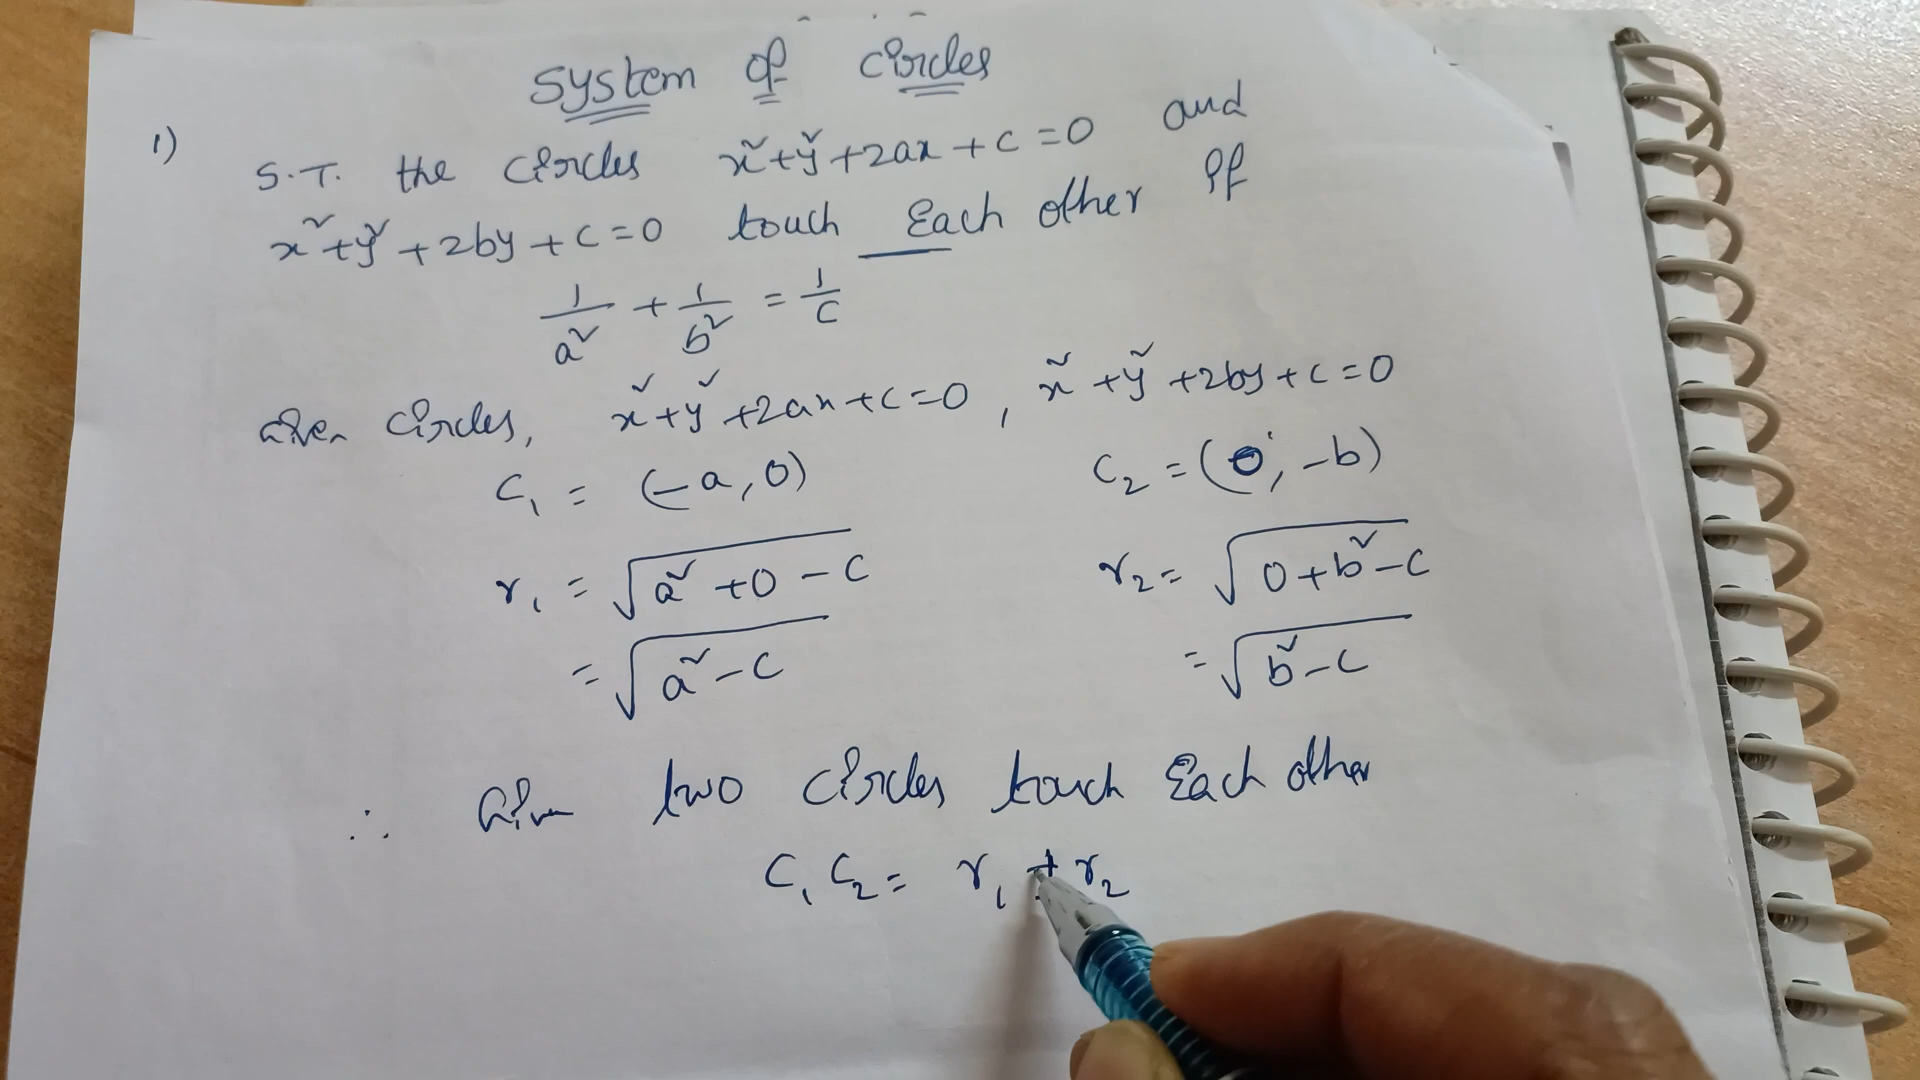 System of circles
1) S.T. the circles x²+y²+2ax+c=0 and
x²+y²+2by+c=0 touch Each other if
1/a² + 1/b² = 1/c
Given circles, x²+y²+2ax+c=0, x²+y²+2by+c=0
C₁ = (-a, 0) C₂ = (0, -b)
r₁ = √(a²+0-c) r₂ = √(0+b²-c)
= √(a²-c) = √(b²-c)
∴ Given two circles touch Each other
C₁C₂ = r₁ + r₂